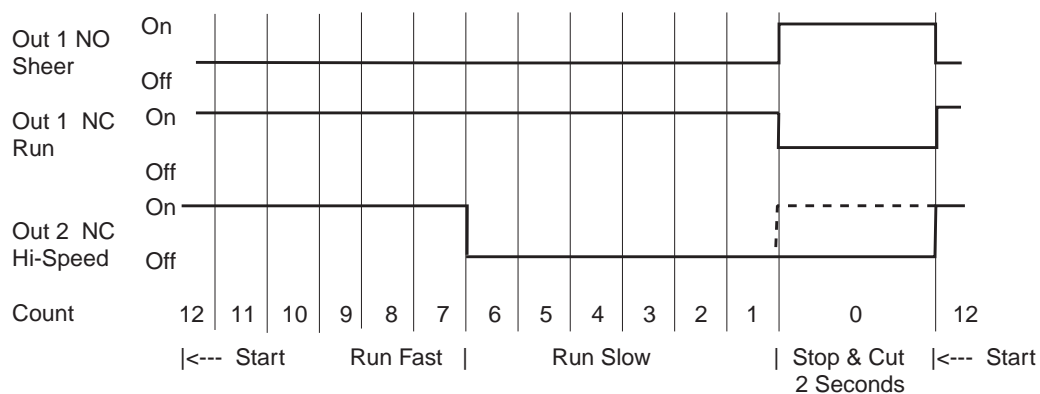 Out 1 NO
Sheer
On
Off
Out 1 NC
Run
On
Off
Out 2 NC
Hi-Speed
On
Off
Count 12 11 10 9 8 7 6 5 4 3 2 1 0 12
|<--- Start Run Fast | Run Slow | Stop & Cut |<--- Start
2 Seconds